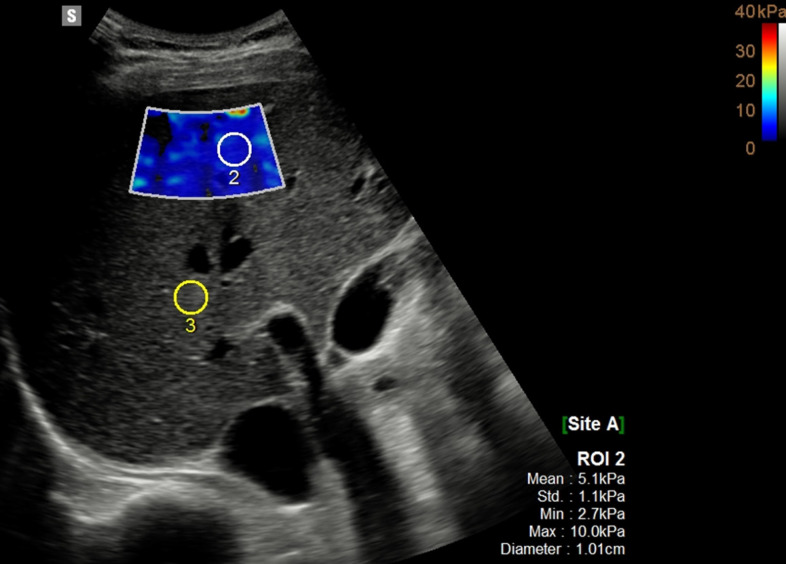 S
40kPa
30
20
10
0
2
3
[Site A]
ROI 2
Mean : 5.1kPa
Std. : 1.1kPa
Min : 2.7kPa
Max : 10.0kPa
Diameter : 1.01cm